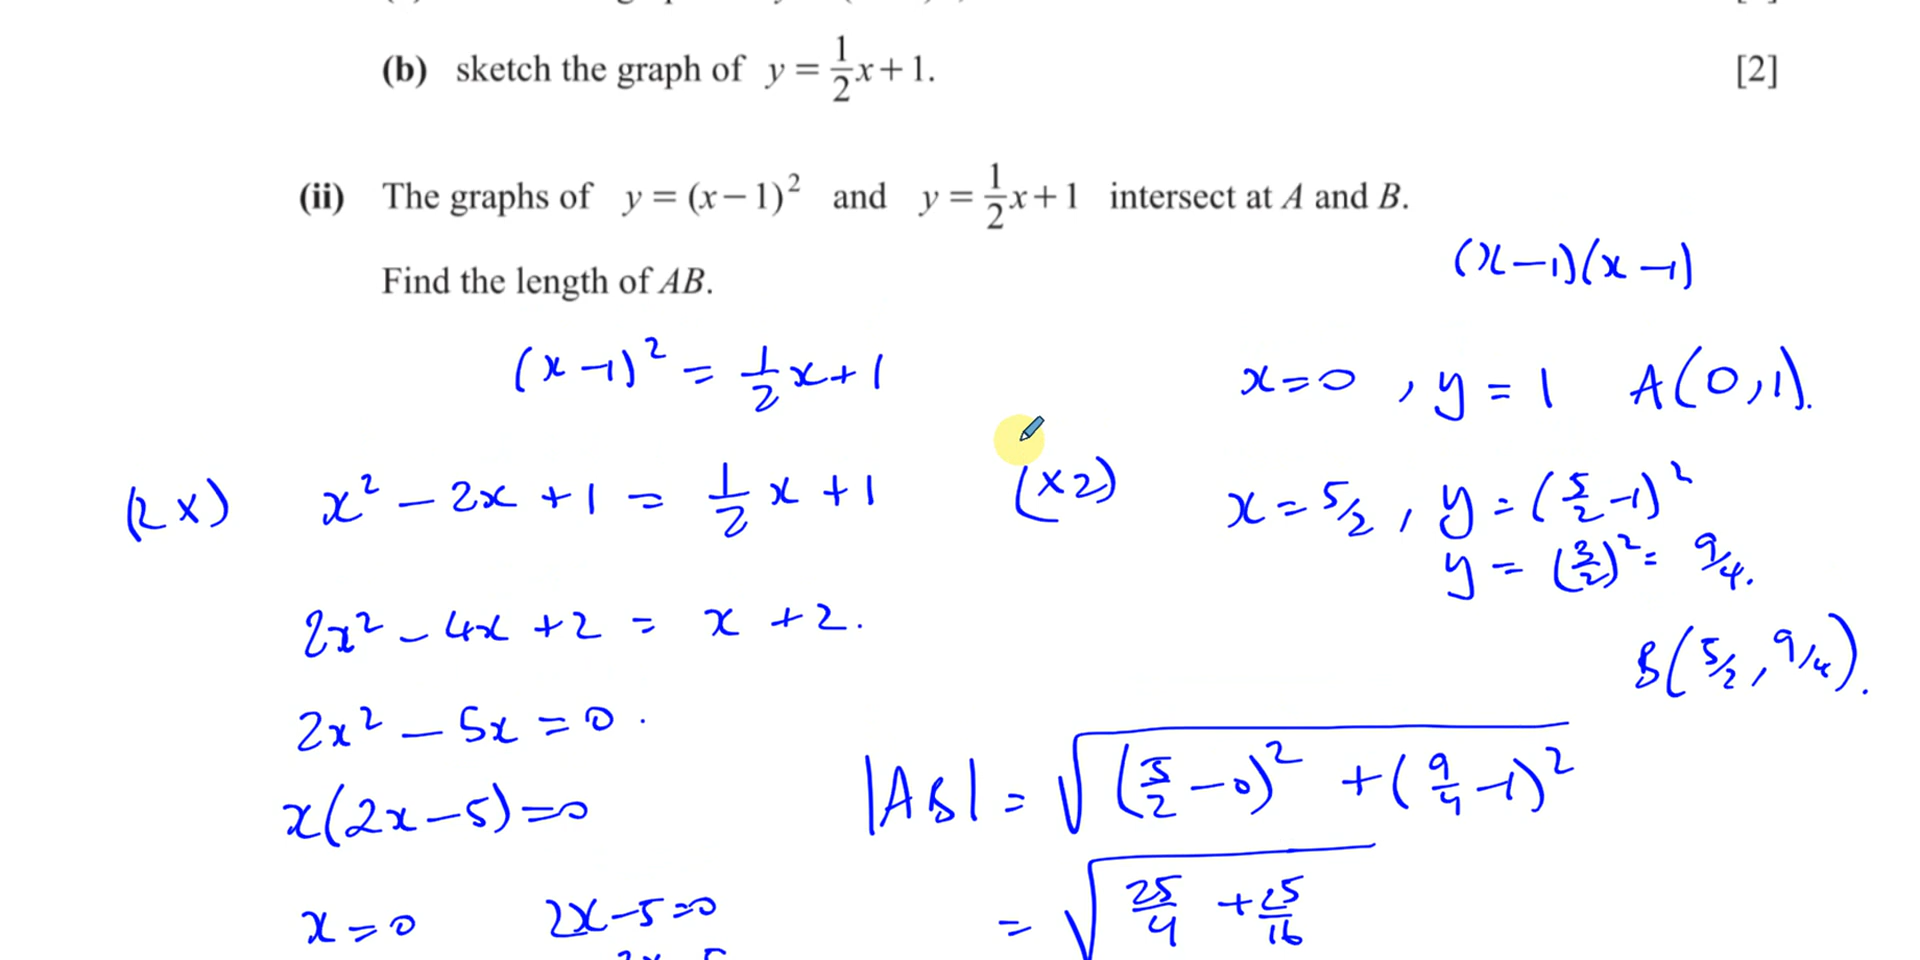 (b) sketch the graph of y = 1/2 x + 1. [2]
(ii) The graphs of y = (x − 1)² and y = 1/2 x + 1 intersect at A and B.
Find the length of AB.
(x − 1)(x − 1)
(x − 1)² = 1/2 x + 1
x = 0 , y = 1 A(0,1).
(2 x) x² − 2x + 1 = 1/2 x + 1 (x2)
x = 5/2 , y = (5/2 − 1)²
y = (3/2)² = 9/4.
2x² − 4x + 2 = x + 2.
B(5/2, 9/4).
2x² − 5x = 0.
|AB| = √((5/2 − 0)² + (9/4 − 1)²)
x(2x − 5) = 0
= √(25/4 + 25/16)
x = 0 2x − 5 = 0